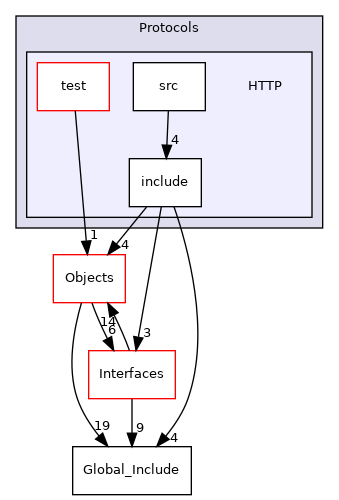 Protocols
test
src
HTTP
4
include
1
4
Objects
14
6
3
Interfaces
19
9
4
Global_Include